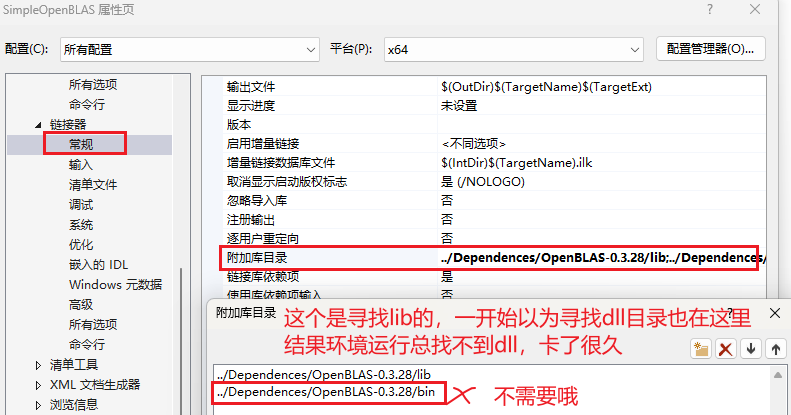 SimpleOpenBLAS 属性页
配置(C): 所有配置 平台(P): x64 配置管理器(O)...
所有选项
命令行
链接器
常规
输入
清单文件
调试
系统
优化
嵌入的 IDL
Windows 元数据
高级
所有选项
命令行
清单工具
XML 文档生成器
浏览信息
输出文件 $(OutDir)$(TargetName)$(TargetExt)
显示进度 未设置
版本
启用增量链接 <不同选项>
增量链接数据库文件 $(IntDir)$(TargetName).ilk
取消显示启动版权标志 是 (/NOLOGO)
忽略导入库 否
注册输出 否
逐用户重定向 否
附加库目录 ../Dependences/OpenBLAS-0.3.28/lib;../Dependences/
链接库依赖项 是
使用库依赖项输入 否
附加库目录
这个是寻找lib的，一开始以为寻找dll目录也在这里
结果环境运行总找不到dll，卡了很久
../Dependences/OpenBLAS-0.3.28/lib
../Dependences/OpenBLAS-0.3.28/bin
不需要哦